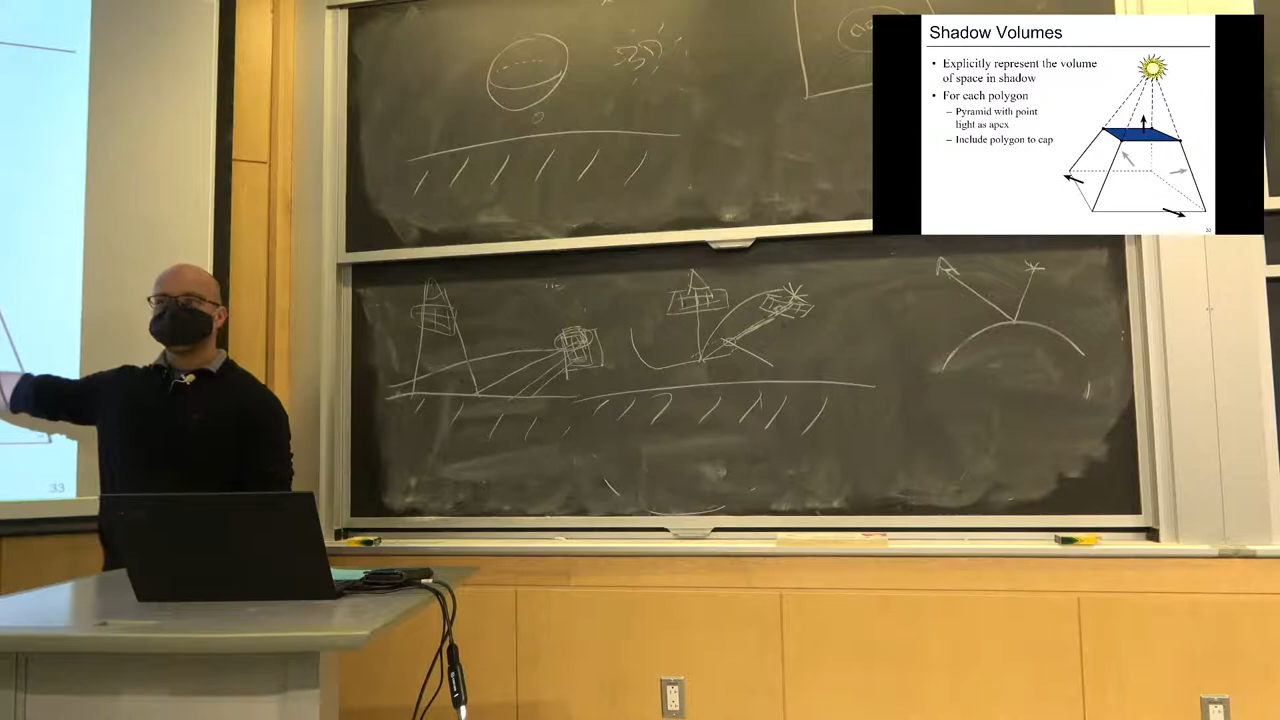 Shadow Volumes
• Explicitly represent the volume
of space in shadow
• For each polygon
– Pyramid with point
light as apex
– Include polygon to cap
33